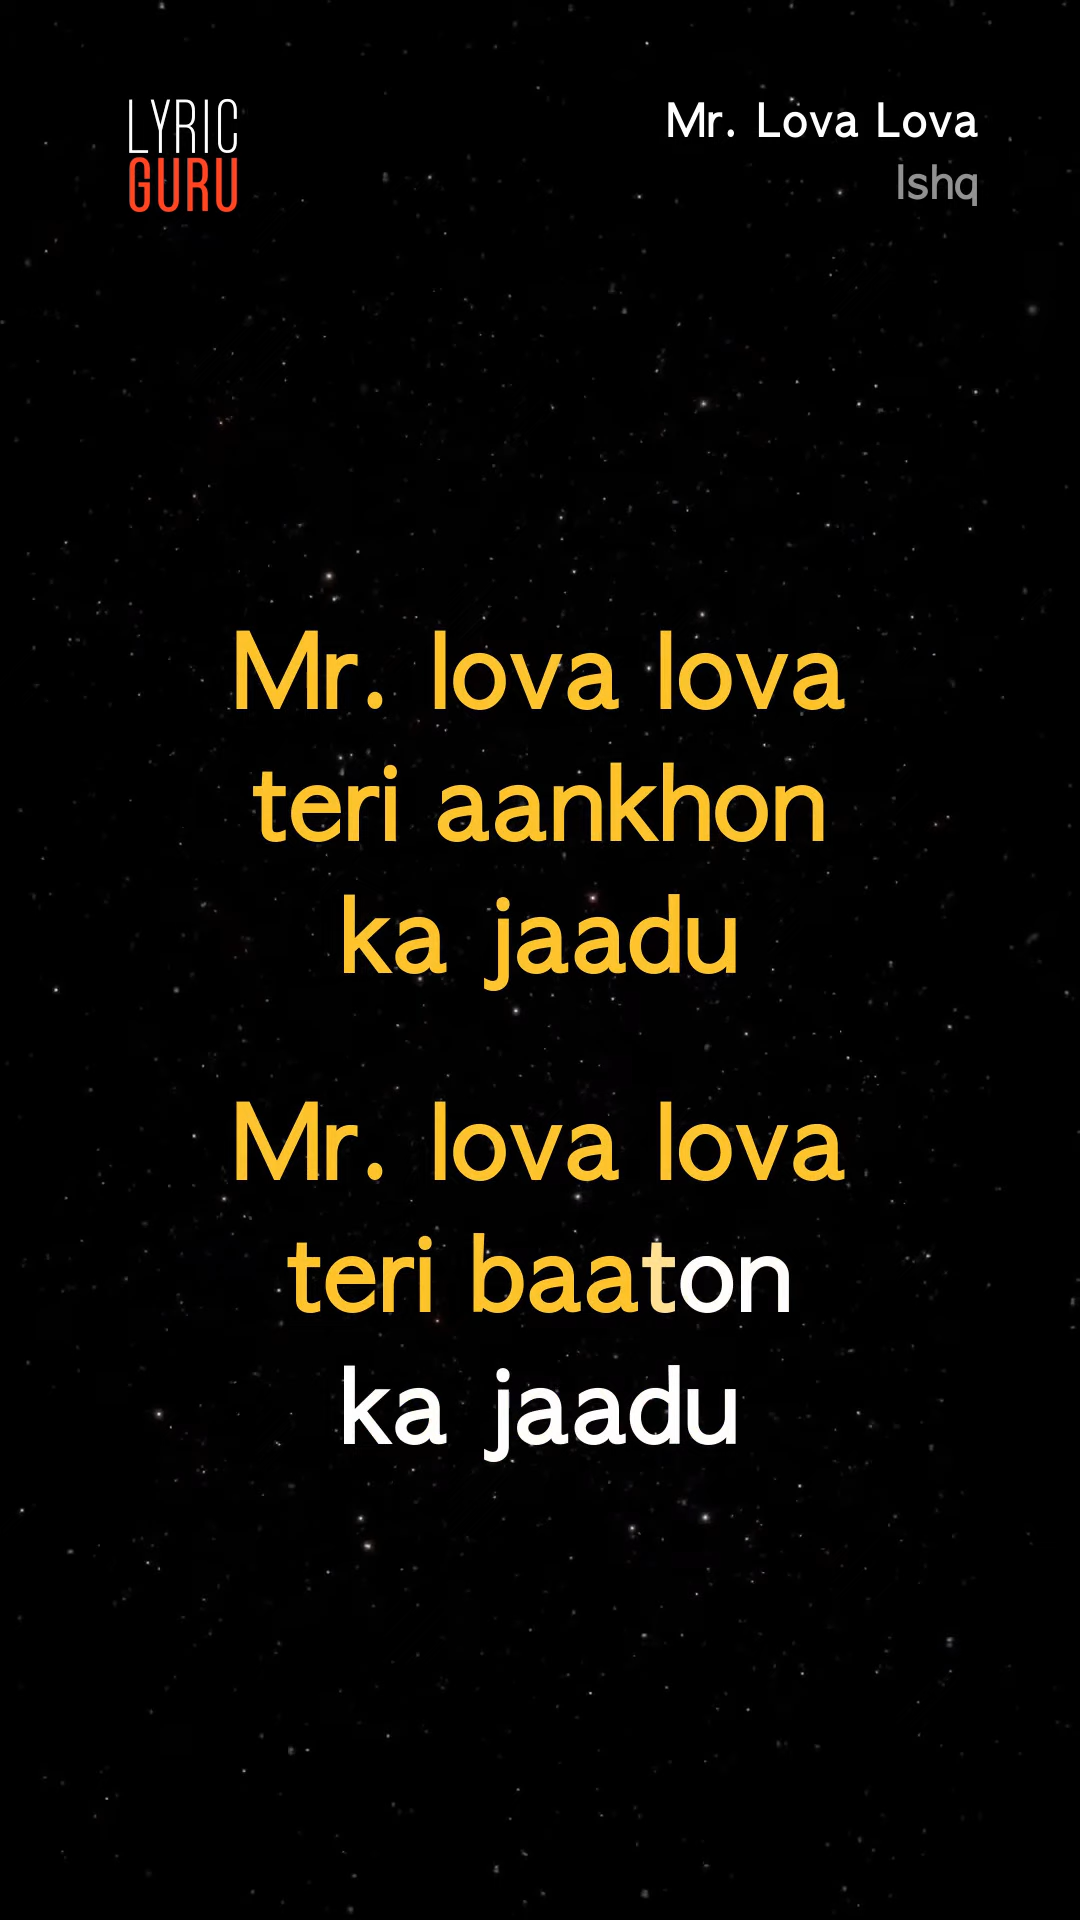 LYRIC
GURU
Mr. Lova Lova
Ishq
Mr. lova lova
teri aankhon
ka jaadu
Mr. lova lova
teri baaton
ka jaadu